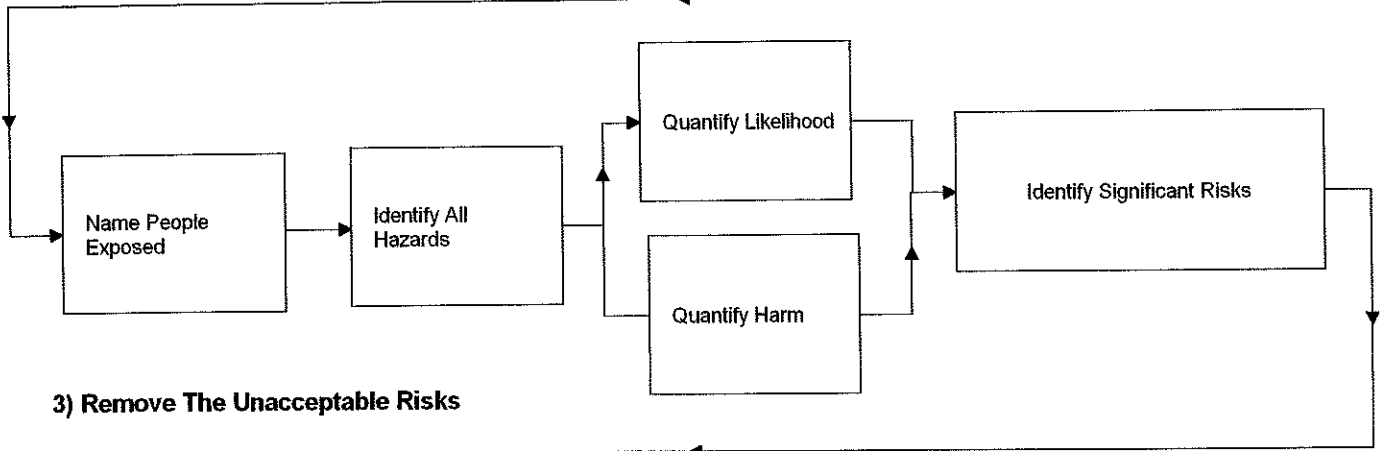 Name People
Exposed
Identify All
Hazards
Quantify Likelihood
Quantify Harm
Identify Significant Risks
3) Remove The Unacceptable Risks